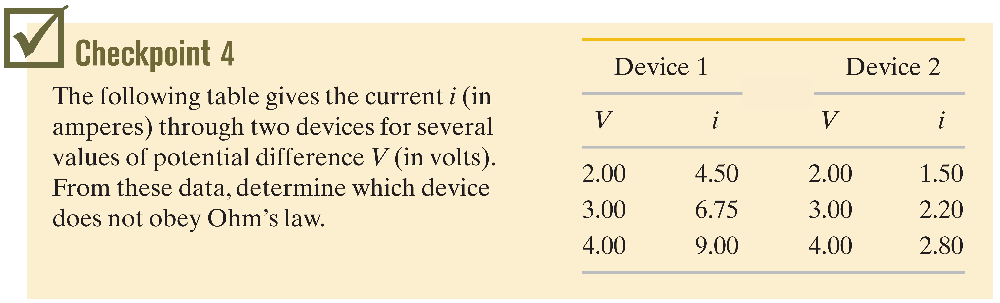 Checkpoint 4
The following table gives the current i (in
amperes) through two devices for several
values of potential difference V (in volts).
From these data, determine which device
does not obey Ohm’s law.
Device 1 Device 2
V i V i
2.00 4.50 2.00 1.50
3.00 6.75 3.00 2.20
4.00 9.00 4.00 2.80